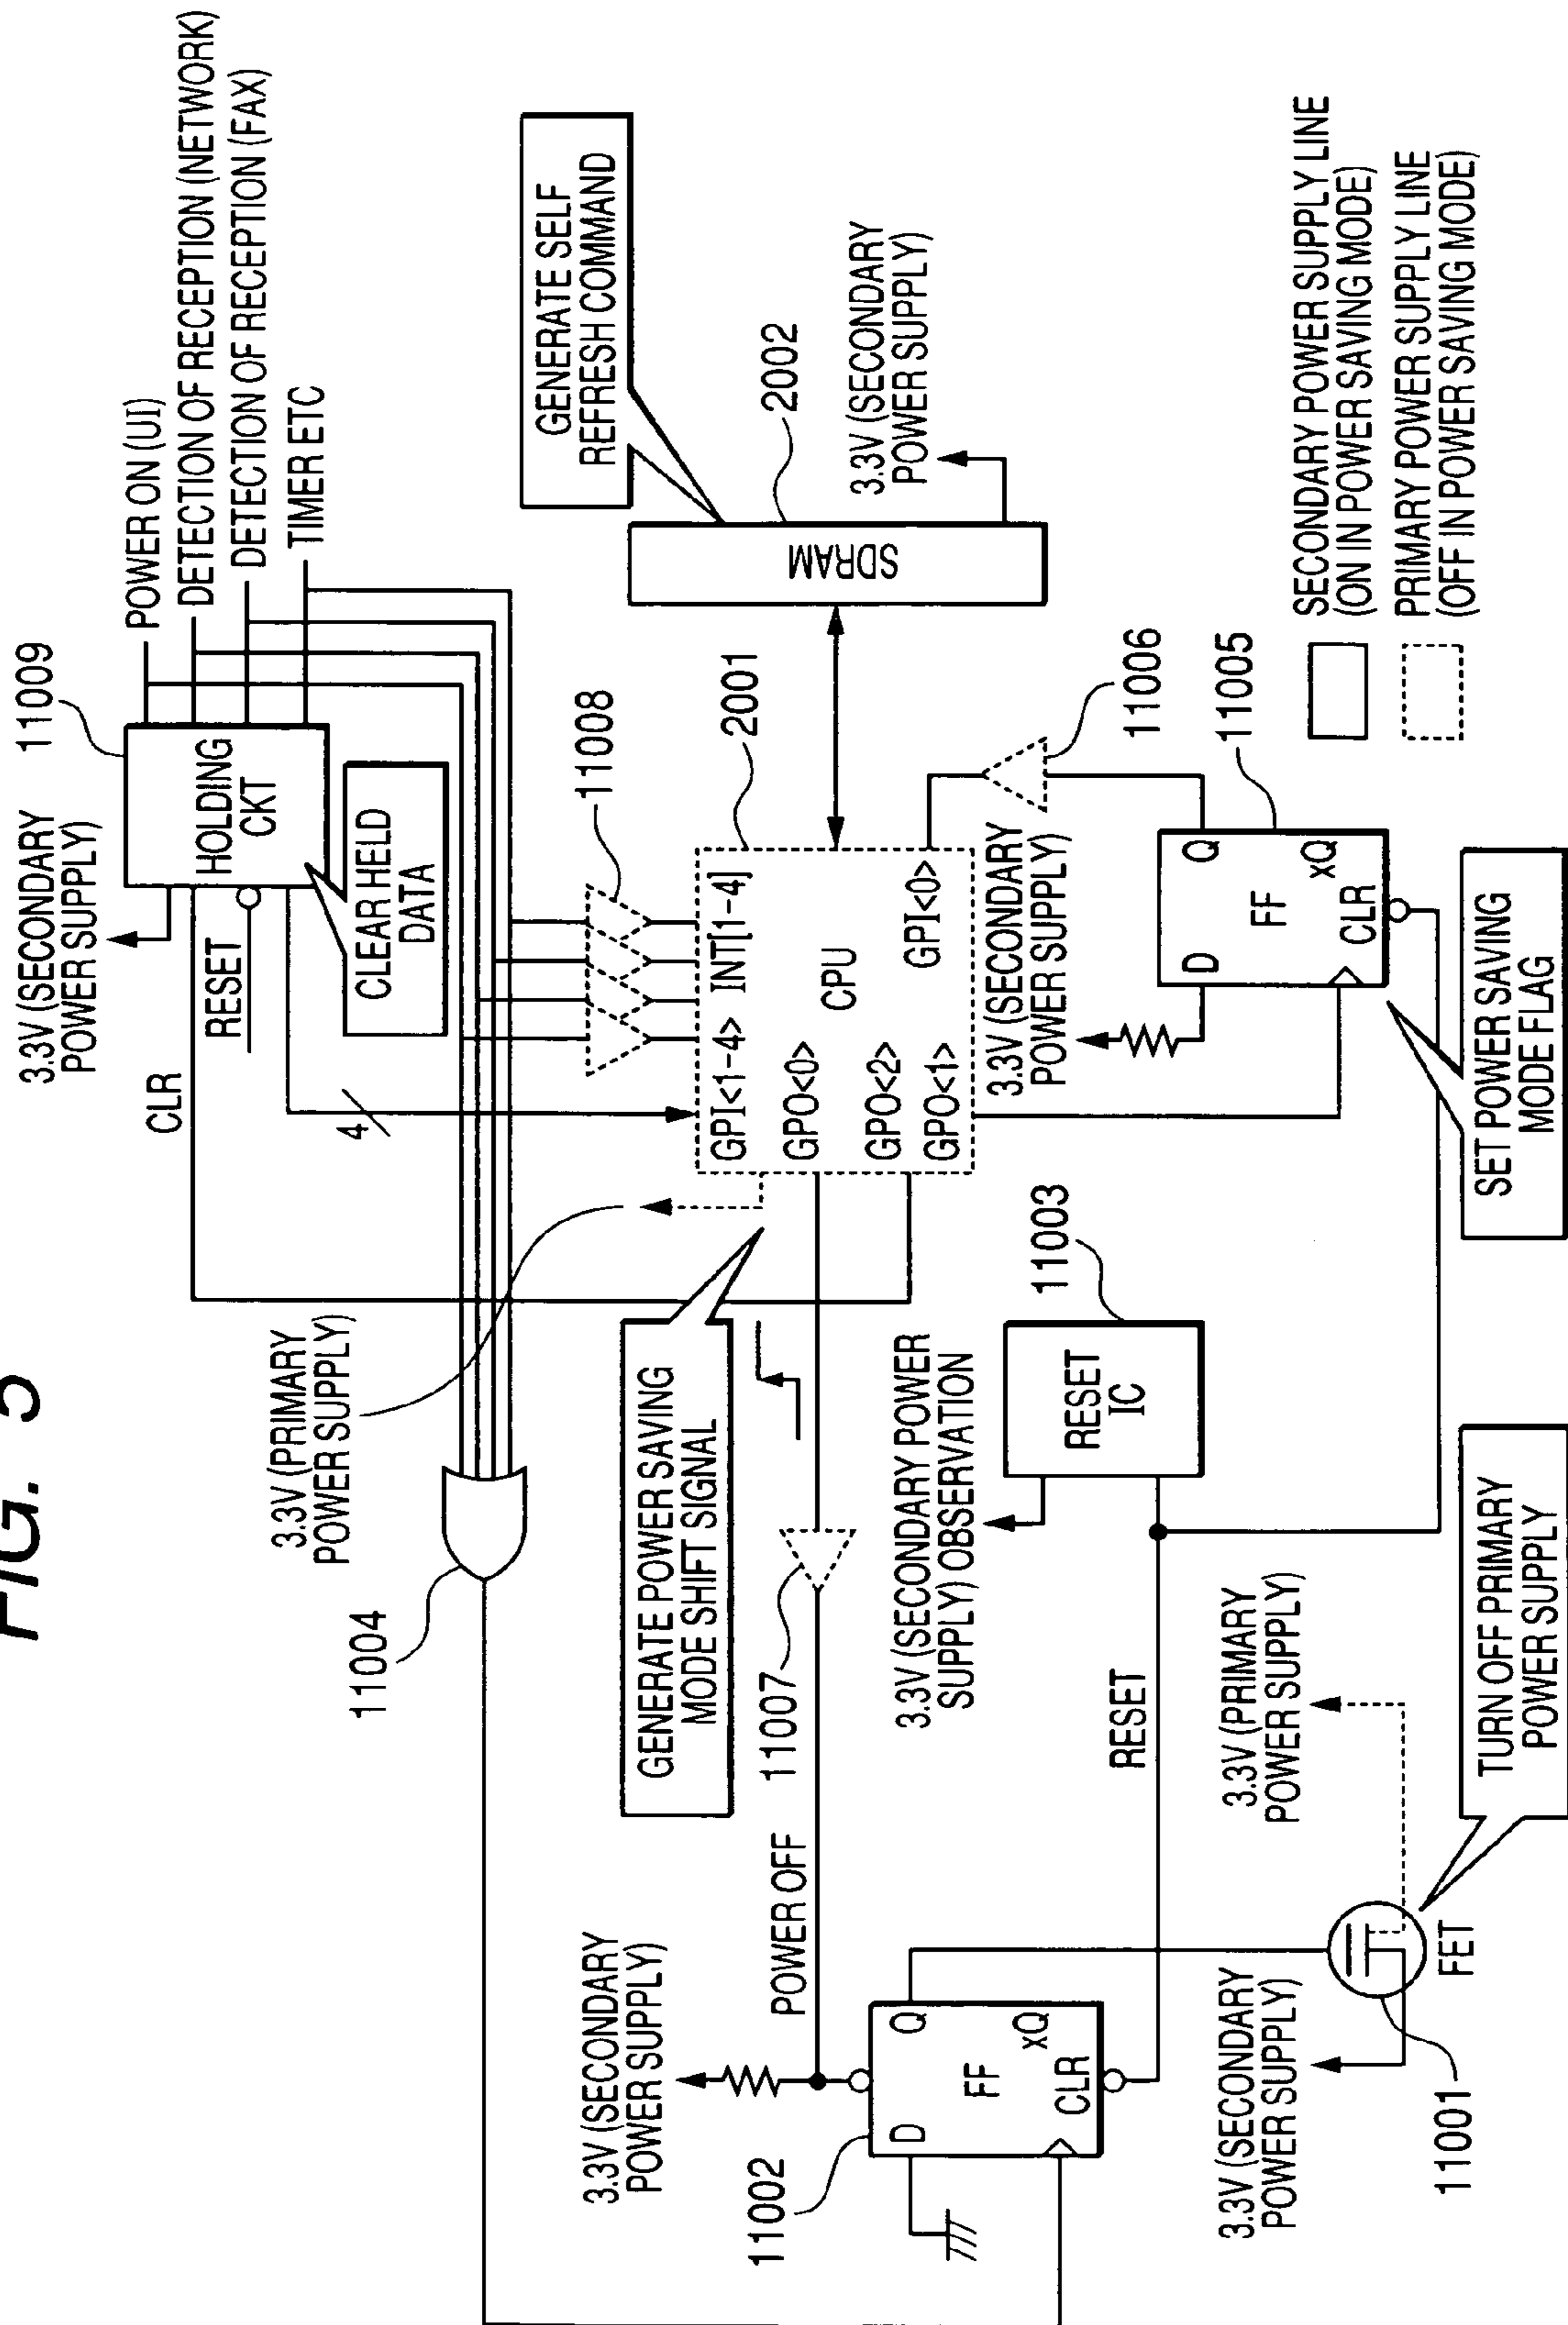 FIG. 5
3.3V (SECONDARY
POWER SUPPLY)
11009
POWER ON (UI)
DETECTION OF RECEPTION (NETWORK)
DETECTION OF RECEPTION (FAX)
TIMER ETC
HOLDING
CKT
CLR
RESET
CLEAR HELD
DATA
4
3.3V (PRIMARY
POWER SUPPLY)
11004
11008
GENERATE SELF
REFRESH COMMAND
2002
SDRAM
3.3V (SECONDARY
POWER SUPPLY)
2001
GPI<1-4>
INT[1-4]
GPO<0>
CPU
GPO<2>
GPI<0>
GPO<1>
GENERATE POWER SAVING
MODE SHIFT SIGNAL
11007
POWER OFF
3.3V (SECONDARY
POWER SUPPLY)
11002
D
Q
FF
xQ
CLR
3.3V (SECONDARY POWER
SUPPLY) OBSERVATION
11003
RESET
IC
RESET
3.3V (SECONDARY
POWER SUPPLY)
11006
11005
D
Q
FF
xQ
CLR
SET POWER SAVING
MODE FLAG
3.3V (SECONDARY
POWER SUPPLY)
11001
FET
3.3V (PRIMARY
POWER SUPPLY)
TURN OFF PRIMARY
POWER SUPPLY
SECONDARY POWER SUPPLY LINE
(ON IN POWER SAVING MODE)
PRIMARY POWER SUPPLY LINE
(OFF IN POWER SAVING MODE)